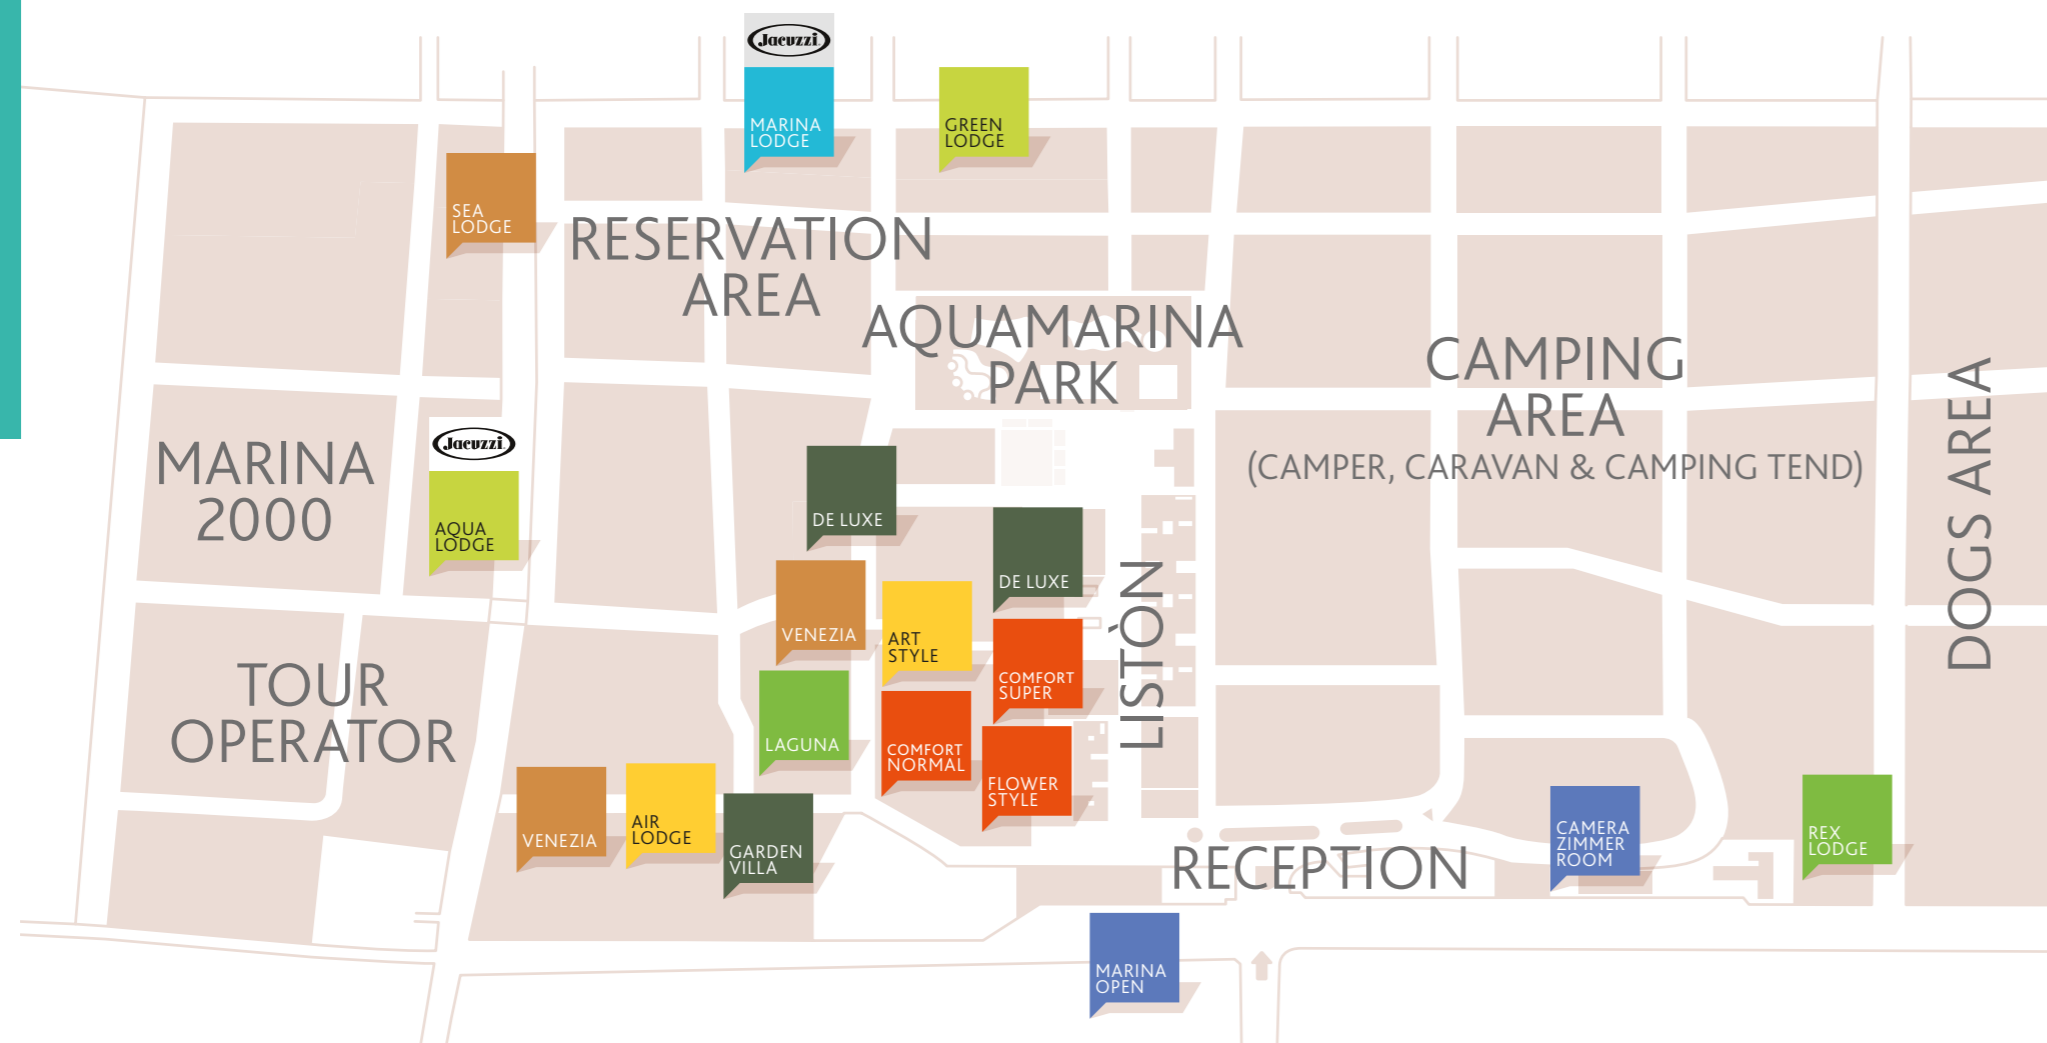 Jacuzzi
MARINA
LODGE
GREEN
LODGE
SEA
LODGE
RESERVATION
AREA
AQUAMARINA
PARK
CAMPING
AREA
(CAMPER, CARAVAN & CAMPING TEND)
DOGS AREA
MARINA
2000
Jacuzzi
AQUA
LODGE
DE LUXE
DE LUXE
VENEZIA
ART
STYLE
LISTÒN
COMFORT
SUPER
TOUR
OPERATOR
LAGUNA
COMFORT
NORMAL
FLOWER
STYLE
VENEZIA
AIR
LODGE
GARDEN
VILLA
RECEPTION
CAMERA
ZIMMER
ROOM
REX
LODGE
MARINA
OPEN